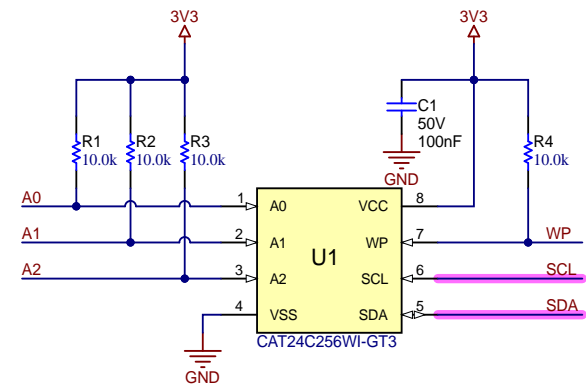 3V3
3V3
R1
10.0k
R2
10.0k
R3
10.0k
C1
50V
100nF
GND
R4
10.0k
A0
1
A0
VCC
8
A1
2
A1
WP
7
WP
U1
A2
3
A2
SCL
6
SCL
4
VSS
SDA
5
SDA
CAT24C256WI-GT3
GND